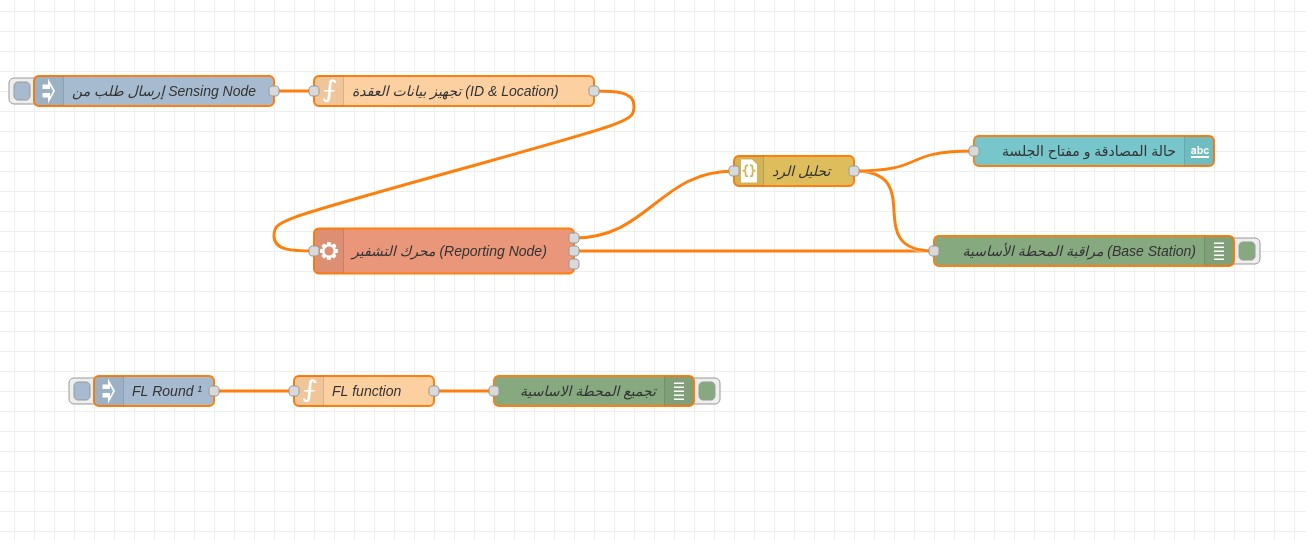 إرسال طلب من Sensing Node
تجهيز بيانات العقدة (ID & Location)
حالة المصادقة و مفتاح الجلسة
abc
{}
تحليل الرد
محرك التشفير (Reporting Node)
مراقبة المحطة الأساسية (Base Station)
FL Round ¹
FL function
تجميع المحطة الاساسية